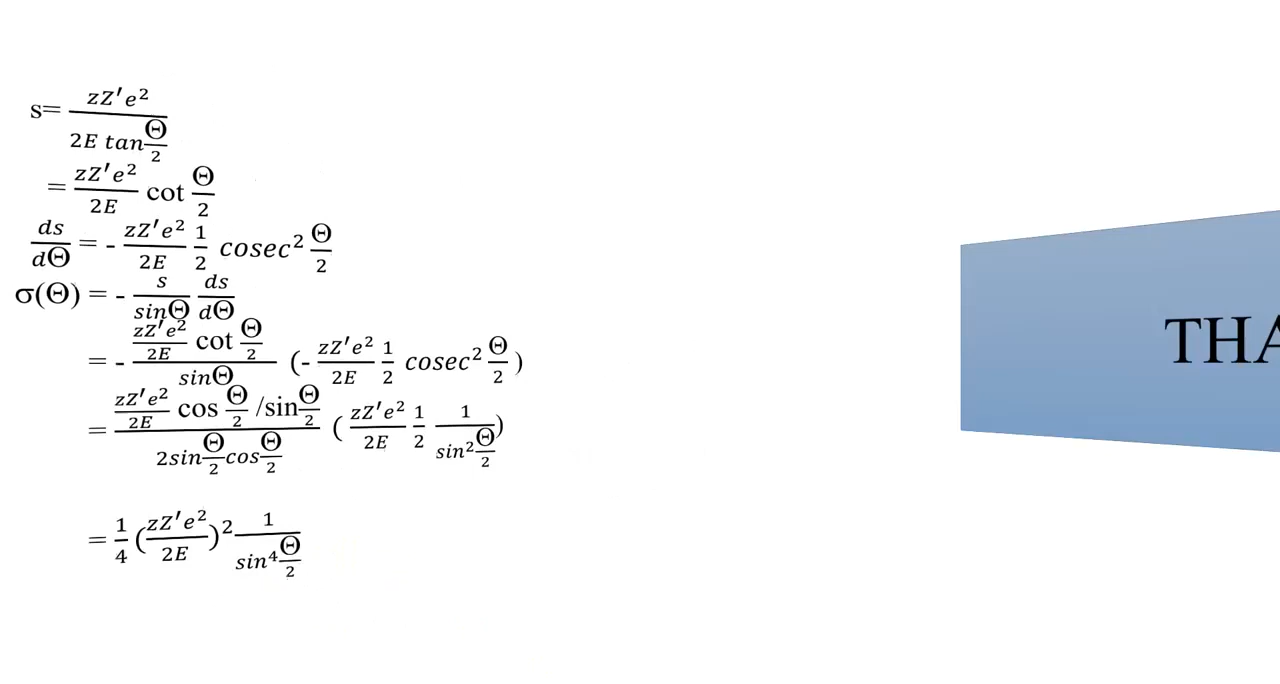 s= zZ′e² / 2E tan Θ/2
= zZ′e²/2E cot Θ/2
ds/dΘ = - zZ′e²/2E 1/2 cosec² Θ/2
σ(Θ) = - s/sinΘ ds/dΘ
= - zZ′e²/2E cot Θ/2 / sinΘ (- zZ′e²/2E 1/2 cosec² Θ/2 )
= zZ′e²/2E cos Θ/2 /sin Θ/2 / 2sin Θ/2 cos Θ/2 ( zZ′e²/2E 1/2 1/sin² Θ/2 )
= 1/4 (zZ′e²/2E)² 1/sin⁴ Θ/2
THA